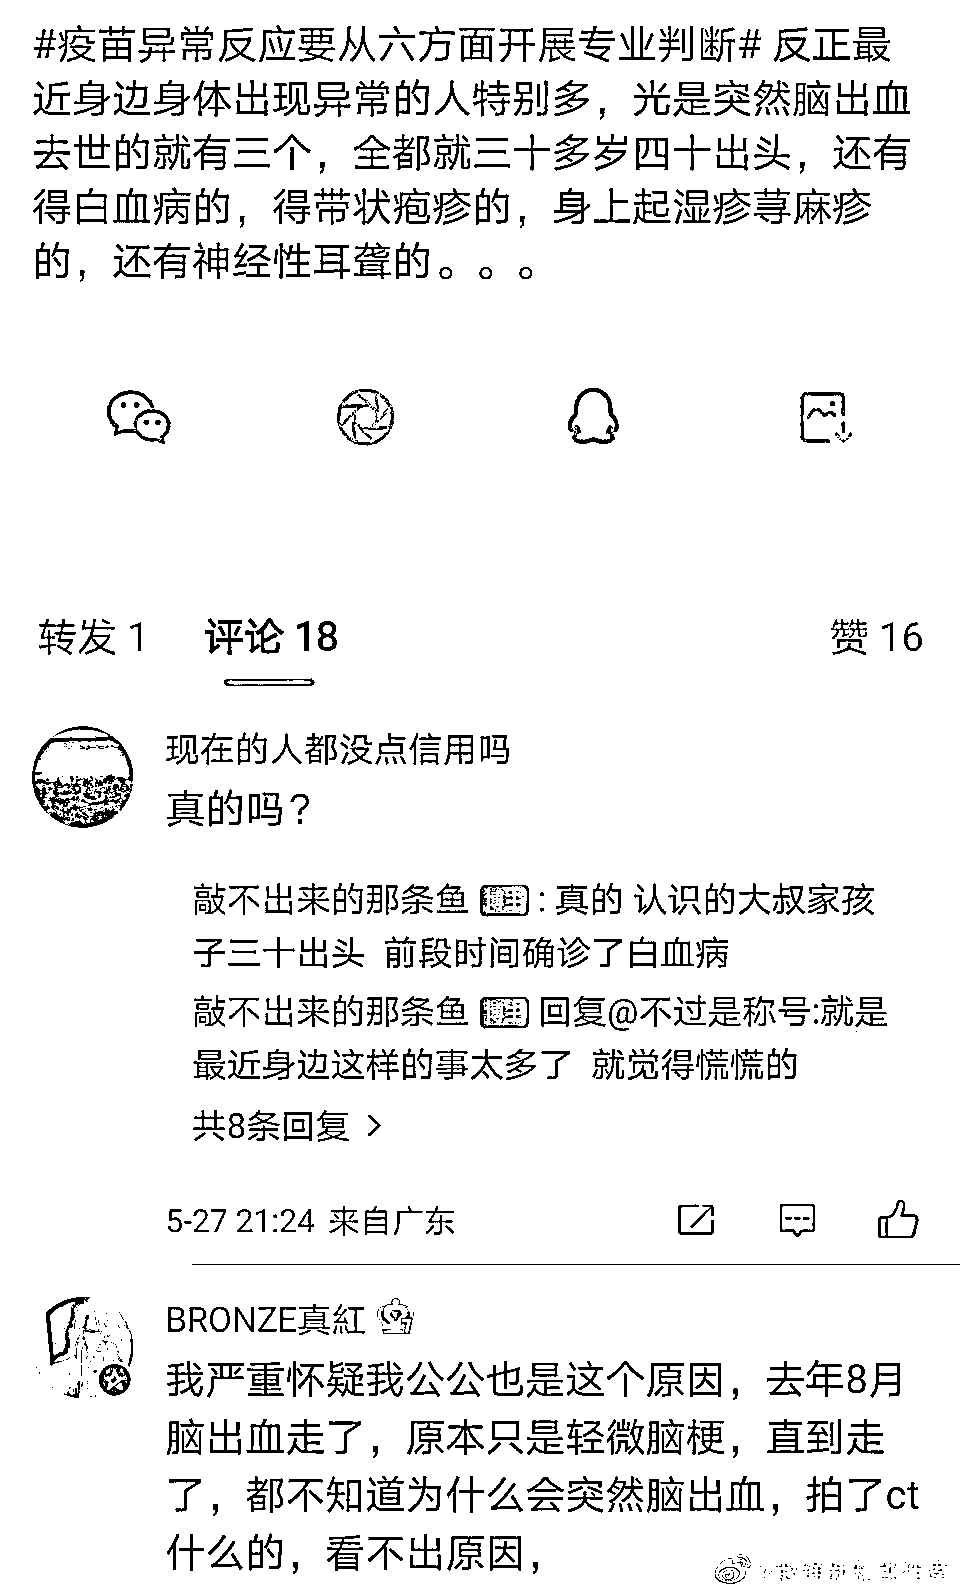 #疫苗异常反应要从六方面开展专业判断# 反正最
近身边身体出现异常的人特别多，光是突然脑出血
去世的就有三个，全都就三十多岁四十出头，还有
得白血病的，得带状疱疹的，身上起湿疹荨麻疹
的，还有神经性耳聋的。。。
转发 1 评论 18 赞 16
现在的人都没点信用吗
真的吗？
敲不出来的那条鱼 博主 : 真的 认识的大叔家孩
子三十出头 前段时间确诊了白血病
敲不出来的那条鱼 博主 回复@不过是称号:就是
最近身边这样的事太多了 就觉得慌慌的
共8条回复 >
5-27 21:24 来自广东
BRONZE真紅
我严重怀疑我公公也是这个原因，去年8月
脑出血走了，原本只是轻微脑梗，直到走
了，都不知道为什么会突然脑出血，拍了ct
什么的，看不出原因，